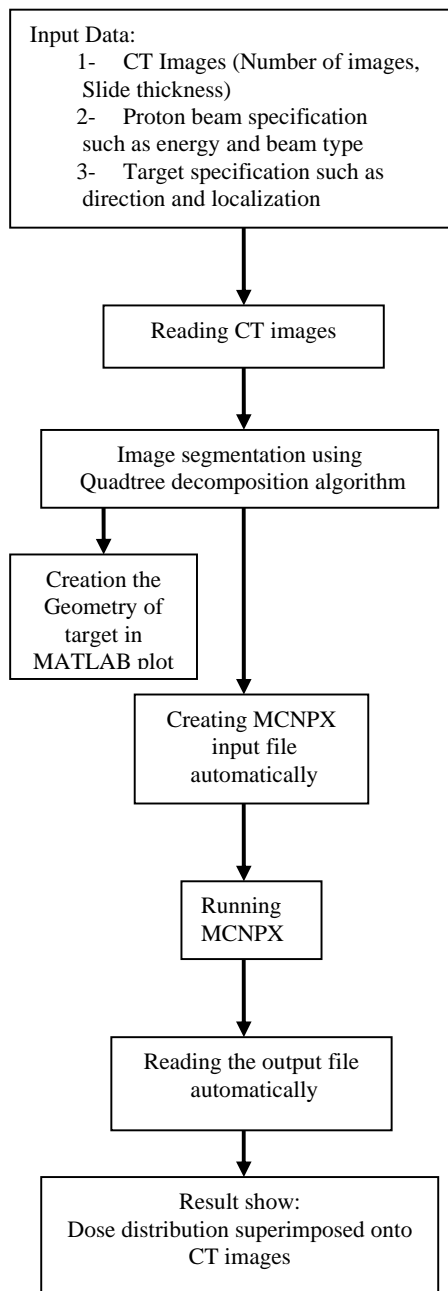 Input Data:
1- CT Images (Number of images,
Slide thickness)
2- Proton beam specification
such as energy and beam type
3- Target specification such as
direction and localization
Reading CT images
Image segmentation using
Quadtree decomposition algorithm
Creation the
Geometry of
target in
MATLAB plot
Creating MCNPX
input file
automatically
Running
MCNPX
Reading the output file
automatically
Result show:
Dose distribution superimposed onto
CT images